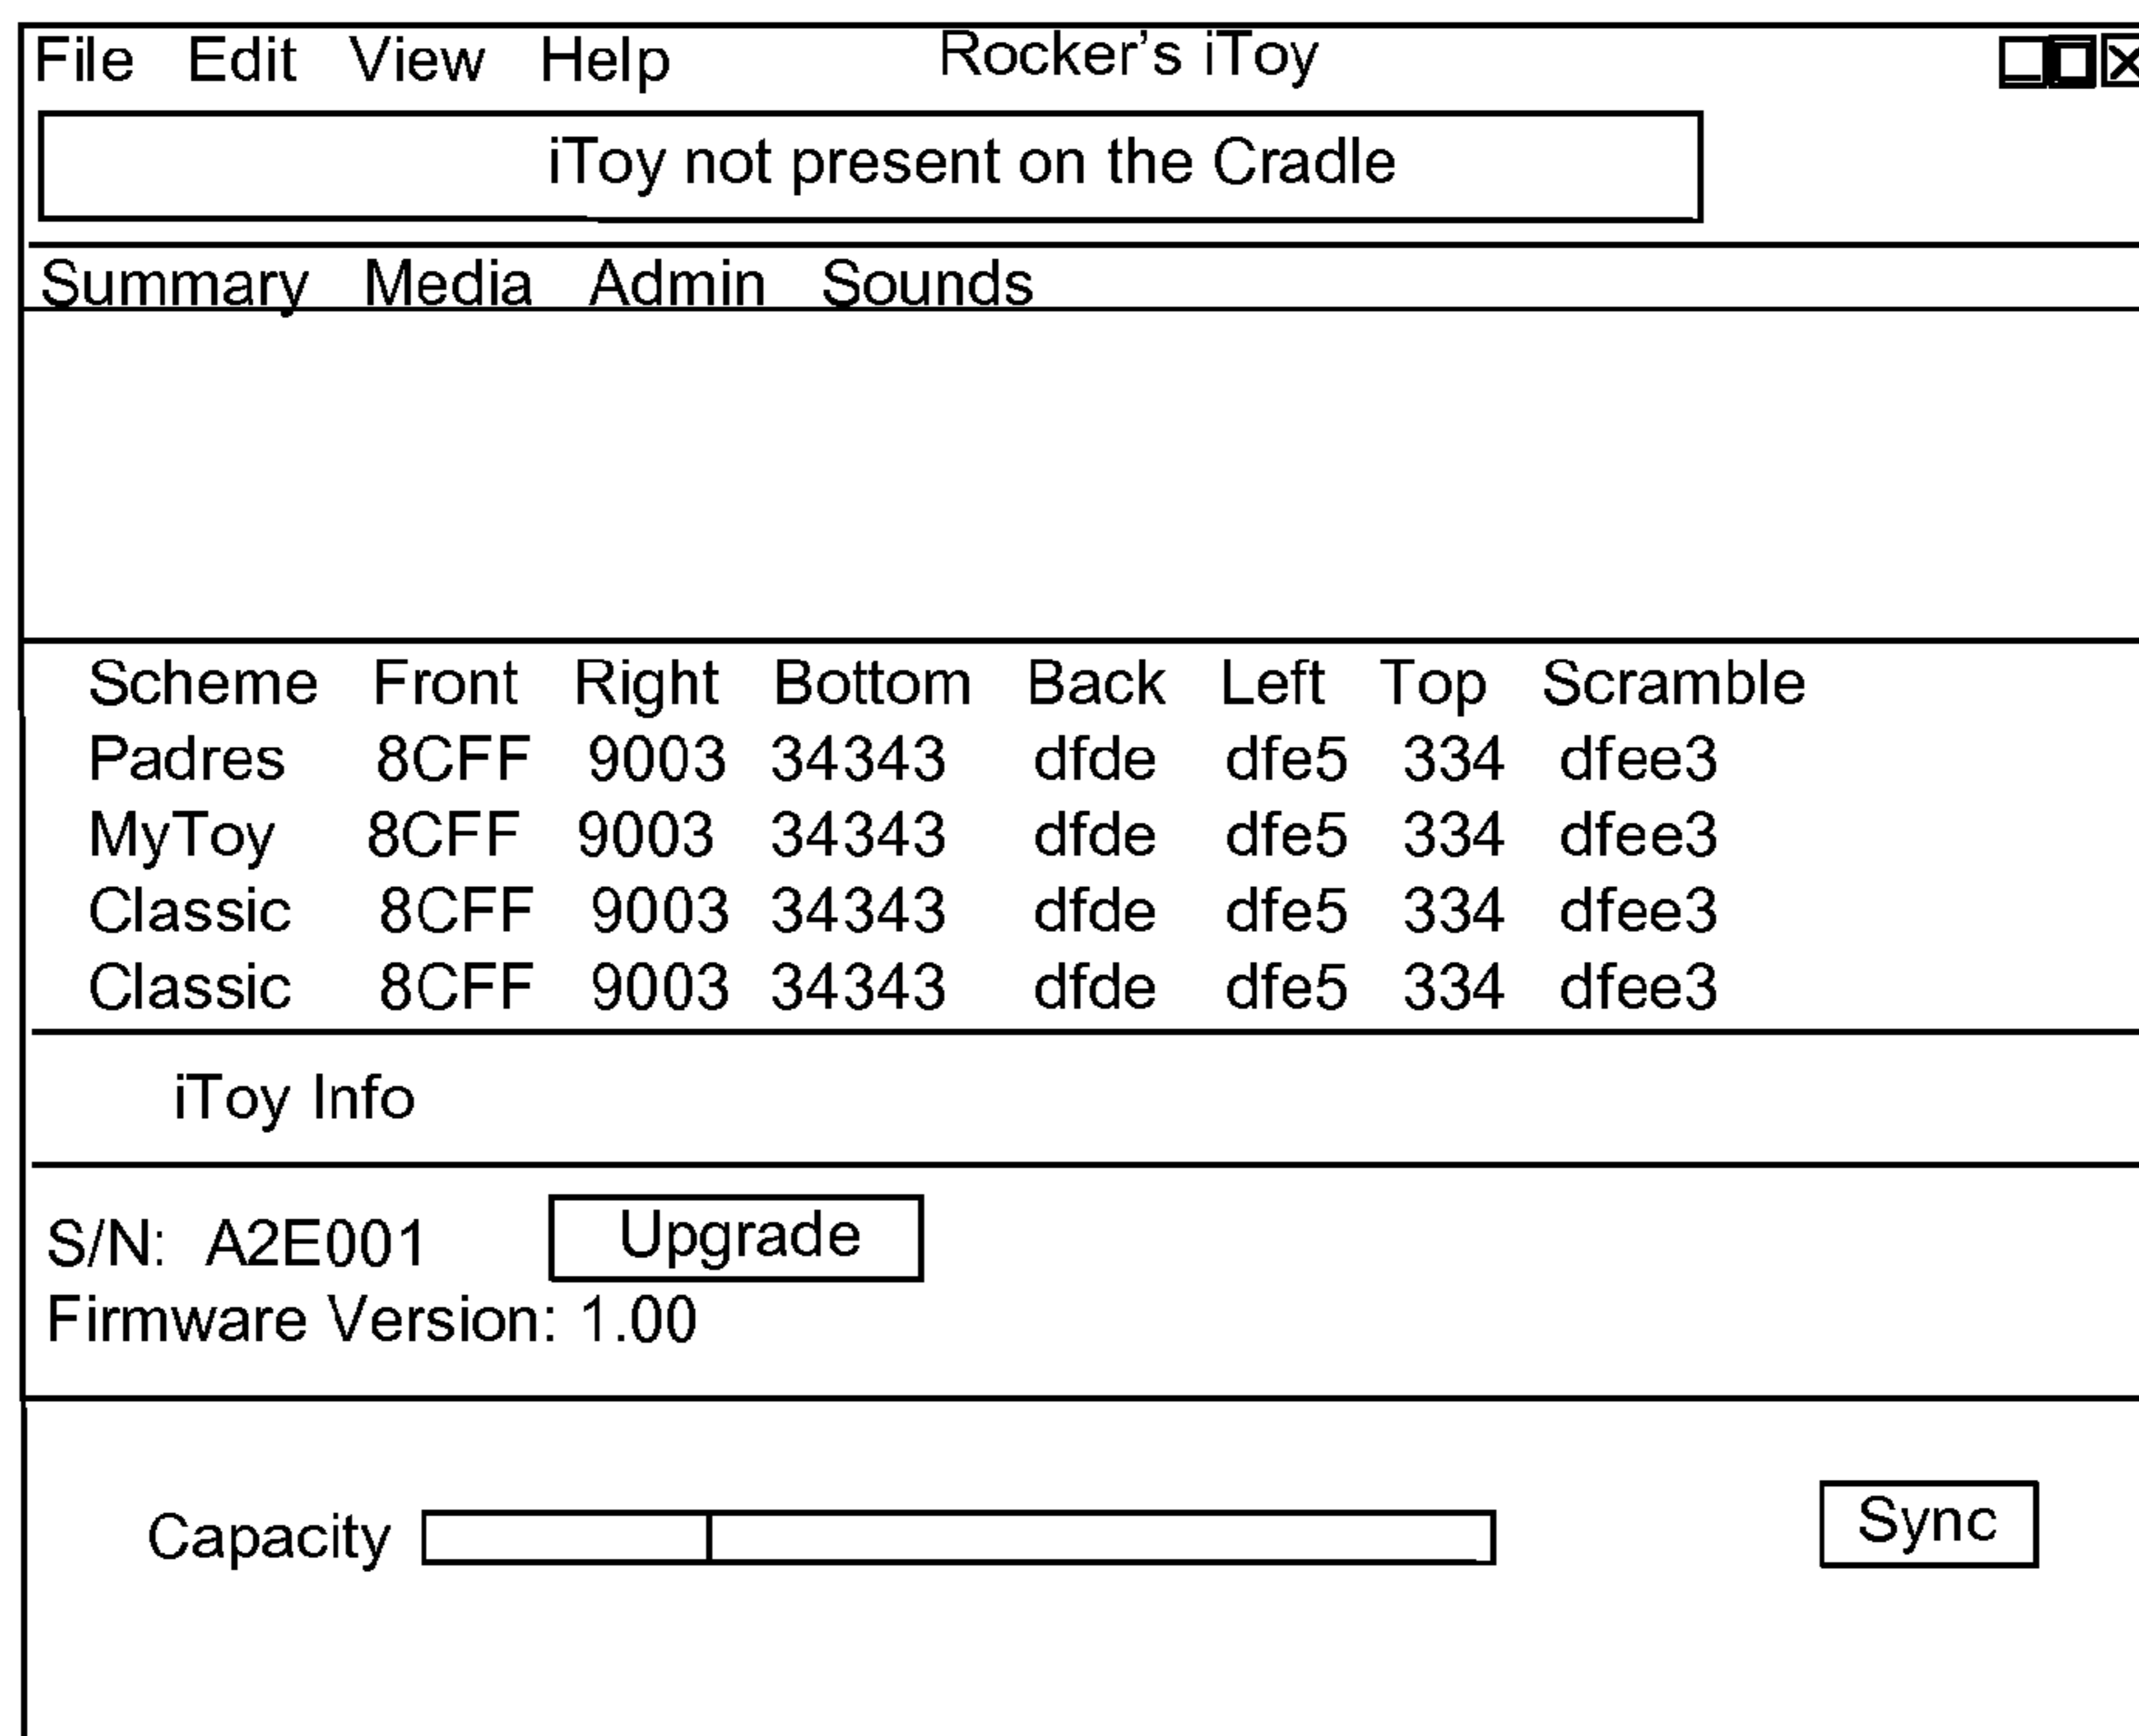 File Edit View Help Rocker's iToy
iToy not present on the Cradle
Summary Media Admin Sounds
Scheme Front Right Bottom Back Left Top Scramble
Padres 8CFF 9003 34343 dfde dfe5 334 dfee3
MyToy 8CFF 9003 34343 dfde dfe5 334 dfee3
Classic 8CFF 9003 34343 dfde dfe5 334 dfee3
Classic 8CFF 9003 34343 dfde dfe5 334 dfee3
iToy Info
S/N: A2E001 Upgrade
Firmware Version: 1.00
Capacity Sync